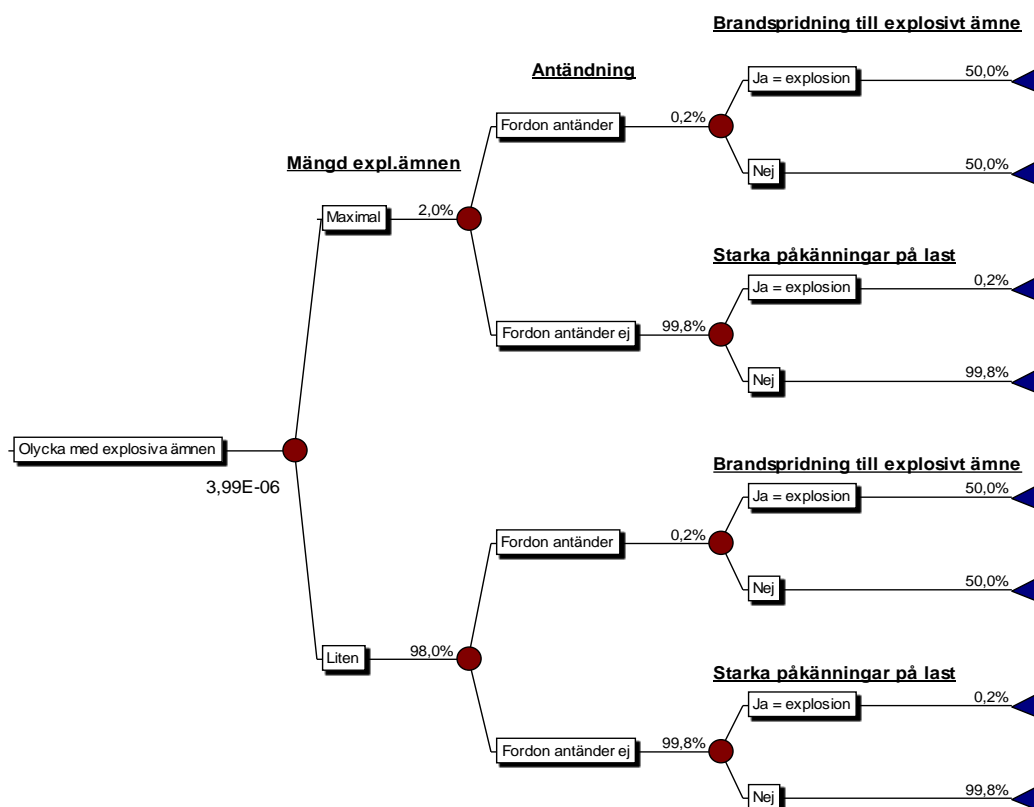 Brandspridning till explosivt ämne
Ja = explosion 50,0%
Antändning
Fordon antänder 0,2%
Nej 50,0%
Mängd expl.ämnen
Maximal 2,0%
Starka påkänningar på last
Ja = explosion 0,2%
Fordon antänder ej 99,8%
Nej 99,8%
Olycka med explosiva ämnen
3,99E-06
Brandspridning till explosivt ämne
Ja = explosion 50,0%
Fordon antänder 0,2%
Nej 50,0%
Liten 98,0%
Starka påkänningar på last
Ja = explosion 0,2%
Fordon antänder ej 99,8%
Nej 99,8%